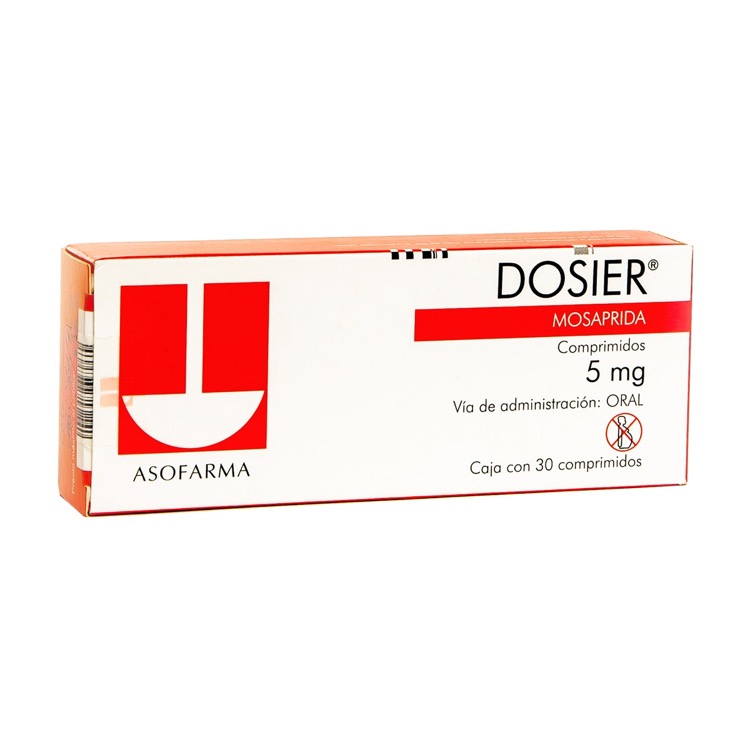 DOSIER®
MOSAPRIDA
Comprimidos
5 mg
Vía de administración: ORAL
Caja con 30 comprimidos
ASOFARMA